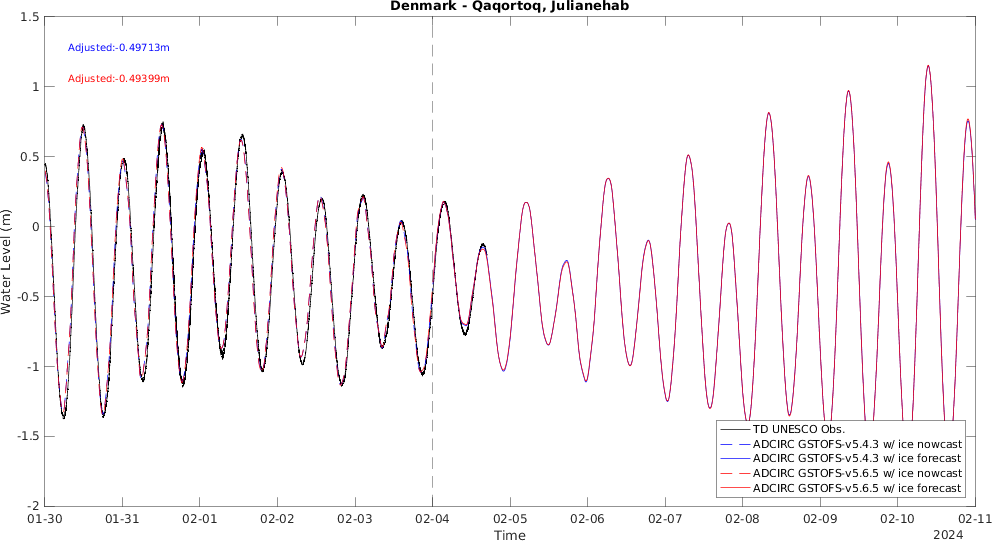 Denmark - Qaqortoq, Julianehab
1.5
1
0.5
0
-0.5
-1
-1.5
-2
Water Level (m)
Adjusted:-0.49713m
Adjusted:-0.49399m
TD UNESCO Obs.
ADCIRC GSTOFS-v5.4.3 w/ ice nowcast
ADCIRC GSTOFS-v5.4.3 w/ ice forecast
ADCIRC GSTOFS-v5.6.5 w/ ice nowcast
ADCIRC GSTOFS-v5.6.5 w/ ice forecast
01-30 01-31 02-01 02-02 02-03 02-04 02-05 02-06 02-07 02-08 02-09 02-10 02-11
Time
2024